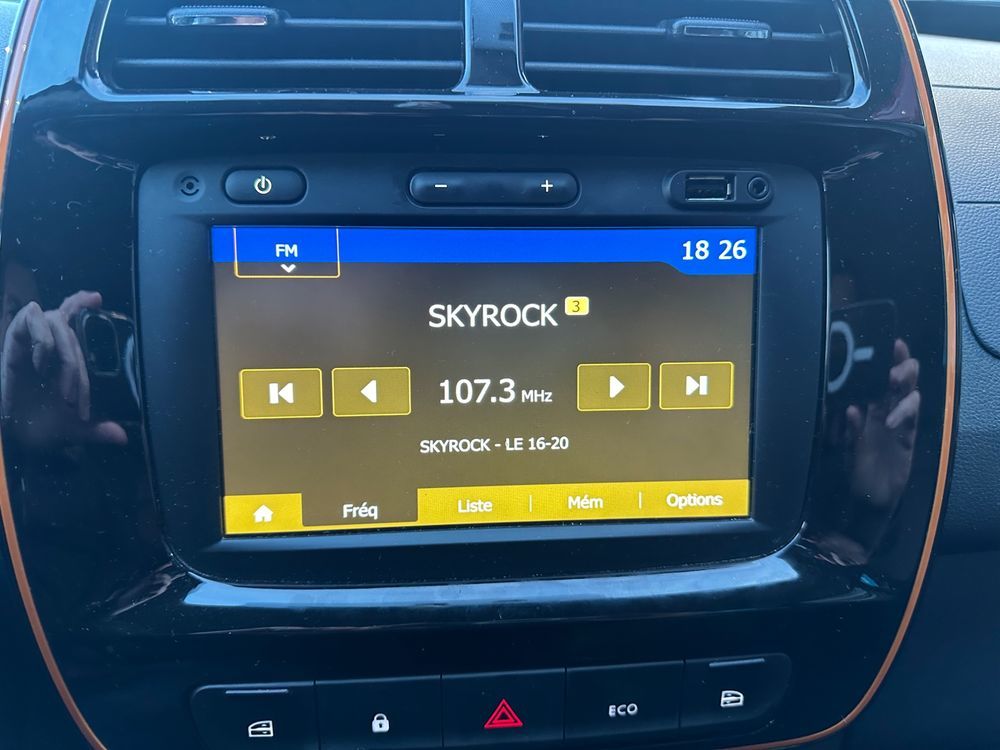 FM
18 26
SKYROCK 3
107.3 MHz
SKYROCK - LE 16-20
Fréq Liste Mém Options
ECO